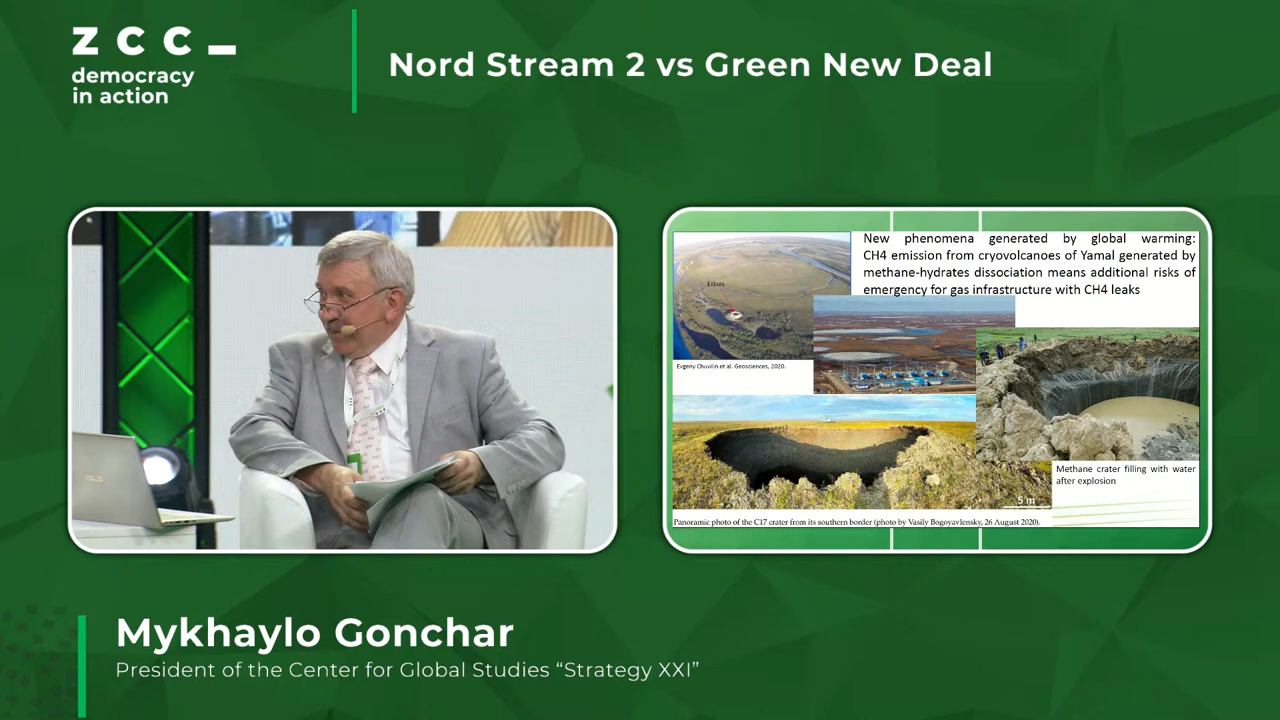 zcc_
democracy
in action
Nord Stream 2 vs Green New Deal
New phenomena generated by global warming:
CH4 emission from cryovolcanoes of Yamal generated by
methane-hydrates dissociation means additional risks of
emergency for gas infrastructure with CH4 leaks
Erkuta
Evgeny Chuvilin et al. Geosciences, 2020.
Methane crater filling with water
after explosion
5 m
Panoramic photo of the C17 crater from its southern border (photo by Vasily Bogoyavlensky, 26 August 2020).
Mykhaylo Gonchar
President of the Center for Global Studies “Strategy XXI”